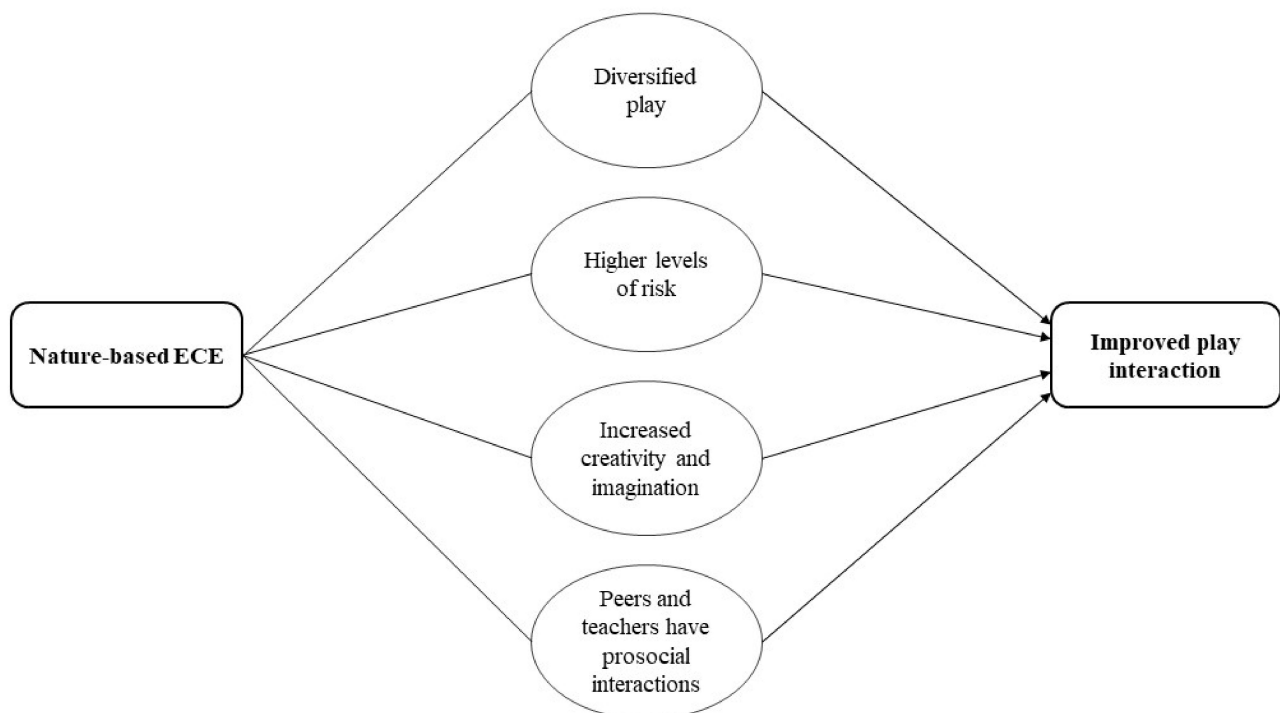 Diversified
play
Higher levels
of risk
Nature-based ECE
Improved play
interaction
Increased
creativity and
imagination
Peers and
teachers have
prosocial
interactions